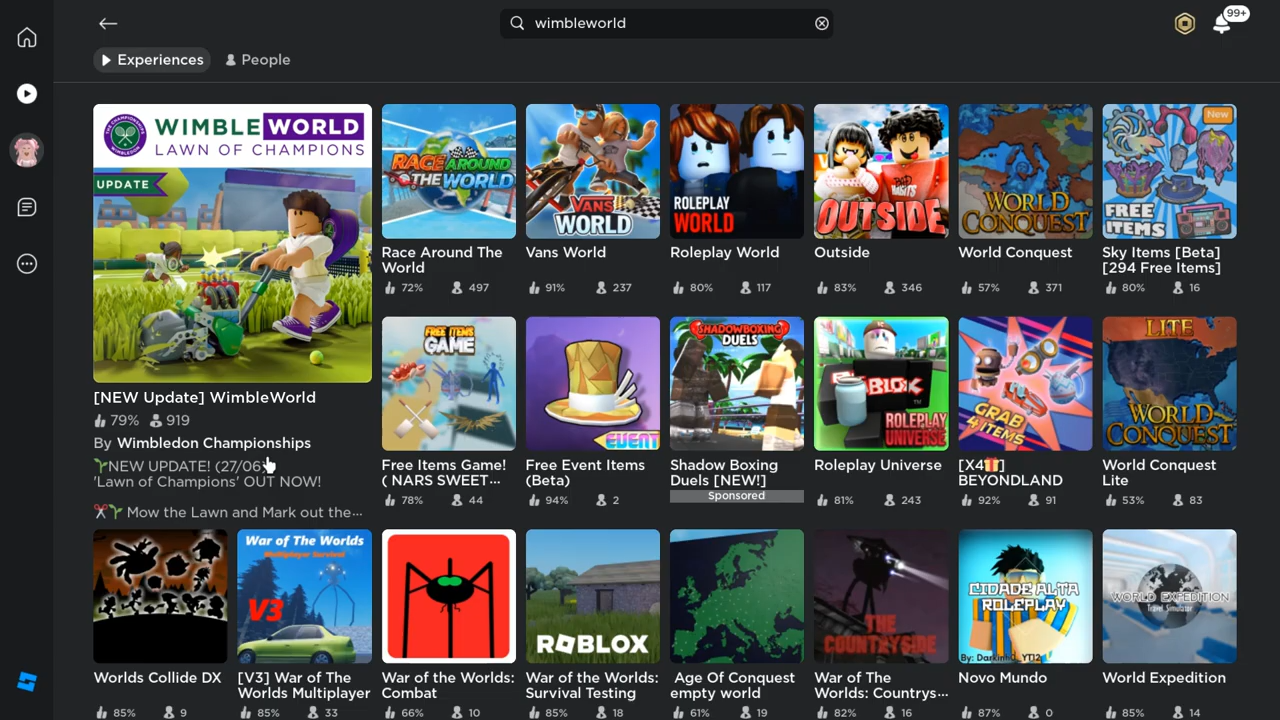 wimbleworld
99+
Experiences
People
WIMBLEWORLD
LAWN OF CHAMPIONS
UPDATE
[NEW Update] WimbleWorld
79% 919
By Wimbledon Championships
NEW UPDATE! (27/06)
'Lawn of Champions' OUT NOW!
Mow the Lawn and Mark out the...
RACE AROUND
THE WORLD
Race Around The
World
72% 497
VANS
WORLD
Vans World
91% 237
ROLEPLAY
WORLD
Roleplay World
80% 117
BAD
HABITS
OUTSIDE
Outside
83% 346
WORLD
CONQUEST
World Conquest
57% 371
New
FREE
ITEMS
Sky Items [Beta]
[294 Free Items]
80% 16
FREE ITEMS
GAME
Free Items Game!
( NARS SWEET...
78% 44
EVENT
Free Event Items
(Beta)
94% 2
SHADOWBOXING
DUELS
Shadow Boxing
Duels [NEW!]
Sponsored
ROBLOX
ROLEPLAY
UNIVERSE
Roleplay Universe
81% 243
GRAB
4 ITEMS
[X4]
BEYONDLAND
92% 91
LITE
WORLD
CONQUEST
World Conquest
Lite
53% 83
Worlds Collide DX
85% 9
War of The Worlds
Multiplayer Survival
V3
[V3] War of The
Worlds Multiplayer
85% 33
War of the Worlds:
Combat
66% 10
ROBLOX
War of the Worlds:
Survival Testing
85% 18
Age Of Conquest
empty world
61% 19
THE
COUNTRYSIDE
War of The
Worlds: Countrys...
82% 16
CIDADE ALTA
ROLEPLAY
Novo Mundo
87% 0
WORLD EXPEDITION
Travel Simulator
World Expedition
85% 14